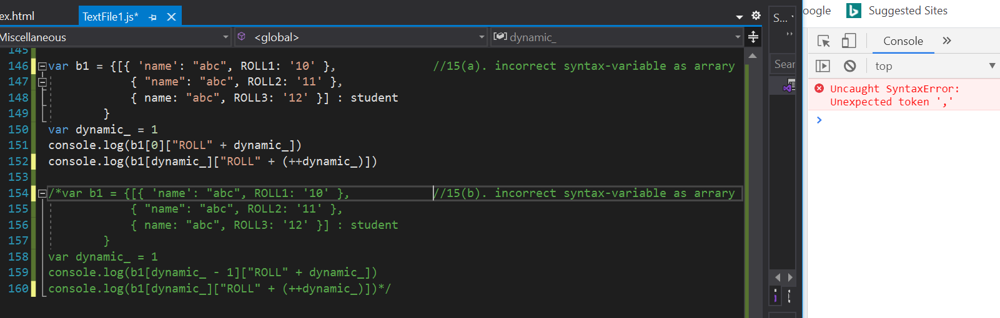 ex.html
TextFile1.js*
S...
oogle
Suggested Sites
Miscellaneous
<global>
dynamic_
Console
top
Sear
145
146 var b1 = {[{ 'name': "abc", ROLL1: '10' }, //15(a). incorrect syntax-variable as arrary
147 { "name": "abc", ROLL2: '11' },
148 { name: "abc", ROLL3: '12' }] : student
149 }
150 var dynamic_ = 1
151 console.log(b1[0]["ROLL" + dynamic_])
152 console.log(b1[dynamic_]["ROLL" + (++dynamic_)])
153
154 /*var b1 = {[{ 'name': "abc", ROLL1: '10' }, //15(b). incorrect syntax-variable as arrary
155 { "name": "abc", ROLL2: '11' },
156 { name: "abc", ROLL3: '12' }] : student
157 }
158 var dynamic_ = 1
159 console.log(b1[dynamic_ - 1]["ROLL" + dynamic_])
160 console.log(b1[dynamic_]["ROLL" + (++dynamic_)])*/
Uncaught SyntaxError:
Unexpected token ','